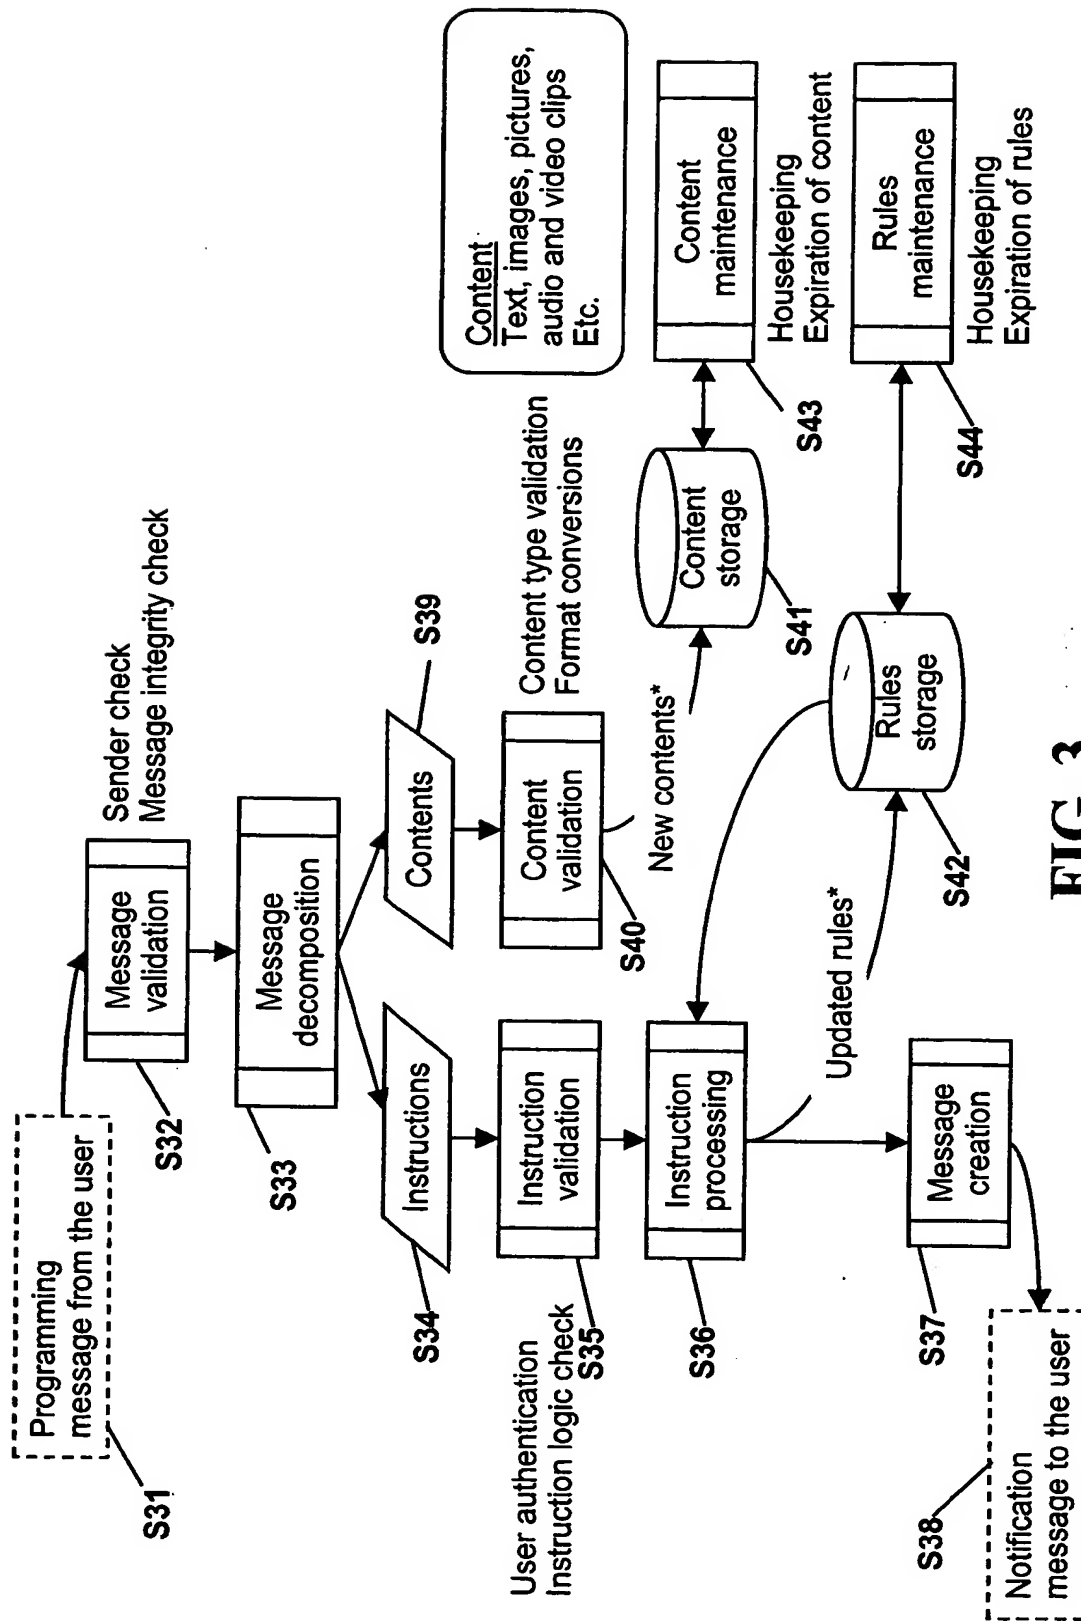 Programming
message from the user
S31
Message
validation
S32
Sender check
Message integrity check
Message
decomposition
S33
Instructions
S34
Contents
S39
User authentication
Instruction logic check
Instruction
validation
S35
Content
validation
S40
Content type validation
Format conversions
Content
Text, images, pictures,
audio and video clips
Etc.
Instruction
processing
S36
New contents*
Content
storage
S41
Content
maintenance
S43
Housekeeping
Expiration of content
Updated rules*
Rules
storage
S42
Rules
maintenance
S44
Housekeeping
Expiration of rules
Message
creation
S37
Notification
message to the user
S38
FIG. 3